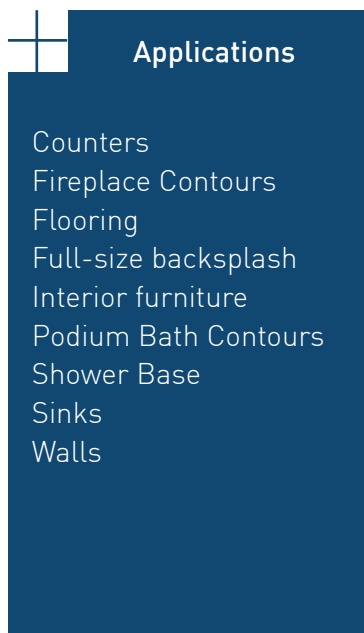 Applications
Counters
Fireplace Contours
Flooring
Full-size backsplash
Interior furniture
Podium Bath Contours
Shower Base
Sinks
Walls